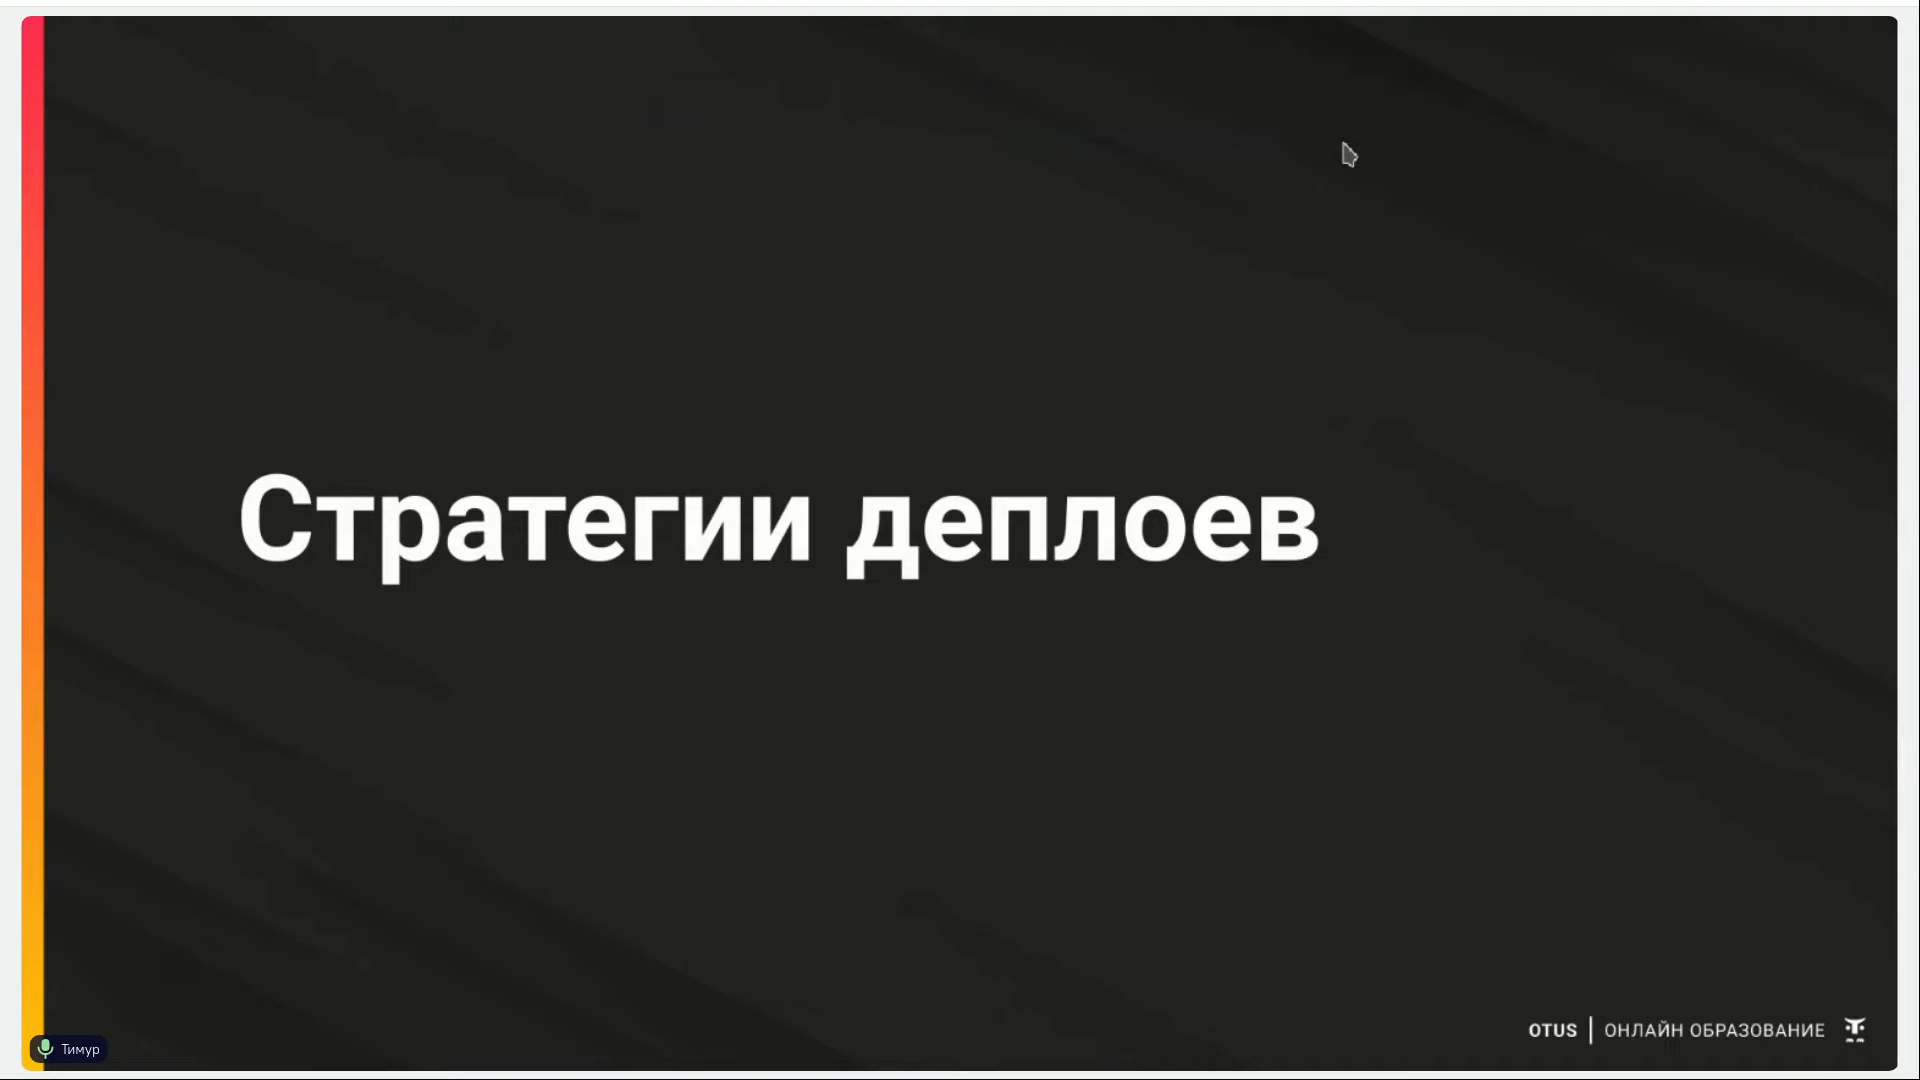 Стратегии деплоев
OTUS | ОНЛАЙН ОБРАЗОВАНИЕ
Тимур